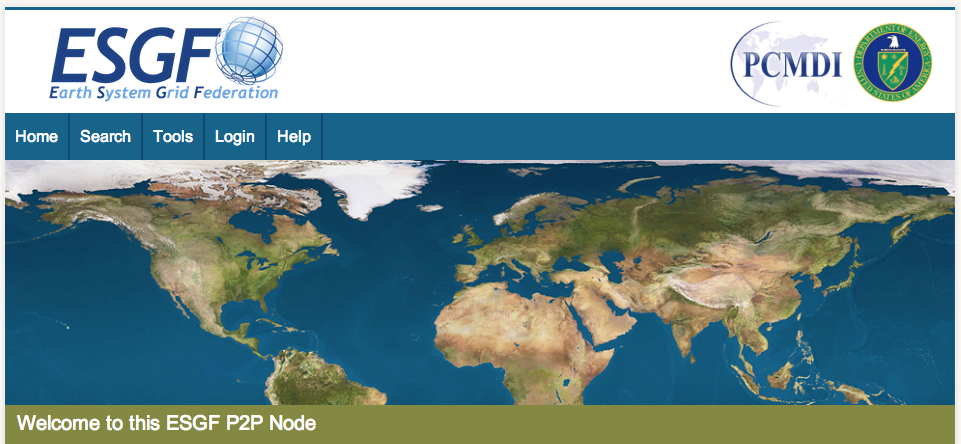 ESGF
Earth System Grid Federation
PCMDI
DEPARTMENT OF ENERGY
UNITED STATES OF AMERICA
Home
Search
Tools
Login
Help
Welcome to this ESGF P2P Node